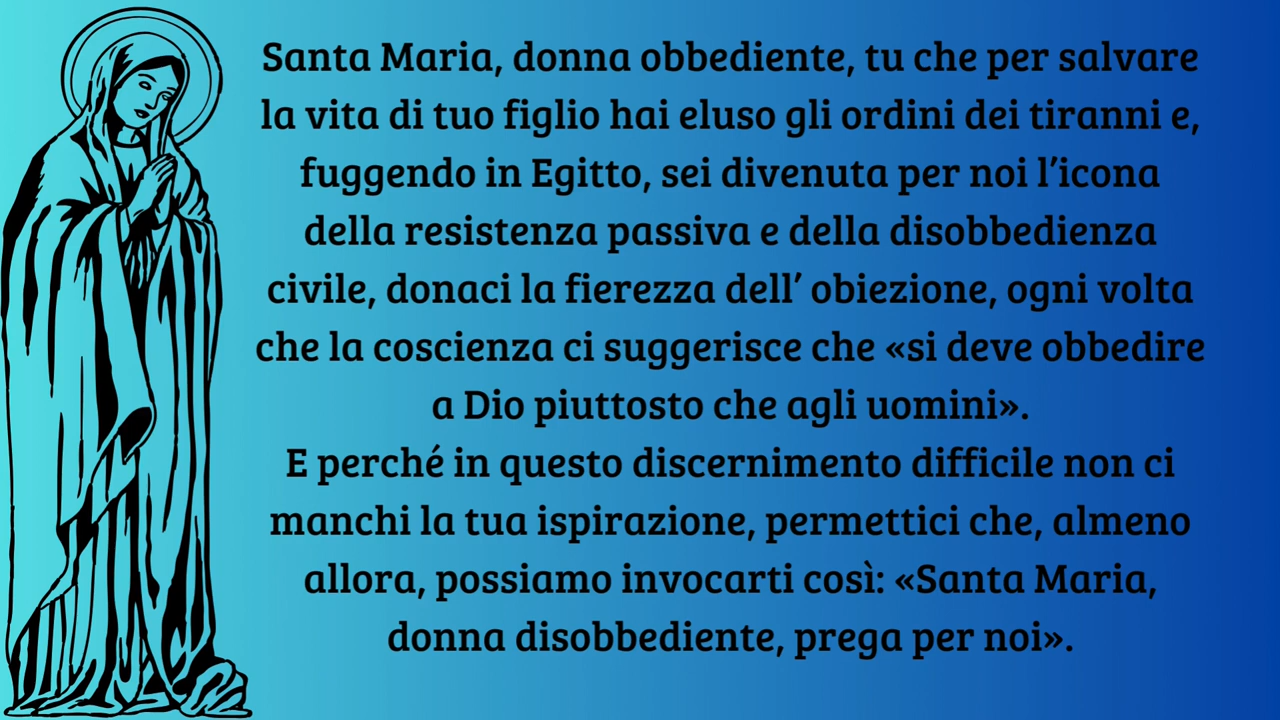 Santa Maria, donna obbediente, tu che per salvare
la vita di tuo figlio hai eluso gli ordini dei tiranni e,
fuggendo in Egitto, sei divenuta per noi l’icona
della resistenza passiva e della disobbedienza
civile, donaci la fierezza dell’ obiezione, ogni volta
che la coscienza ci suggerisce che «si deve obbedire
a Dio piuttosto che agli uomini».
E perché in questo discernimento difficile non ci
manchi la tua ispirazione, permettici che, almeno
allora, possiamo invocarti così: «Santa Maria,
donna disobbediente, prega per noi».